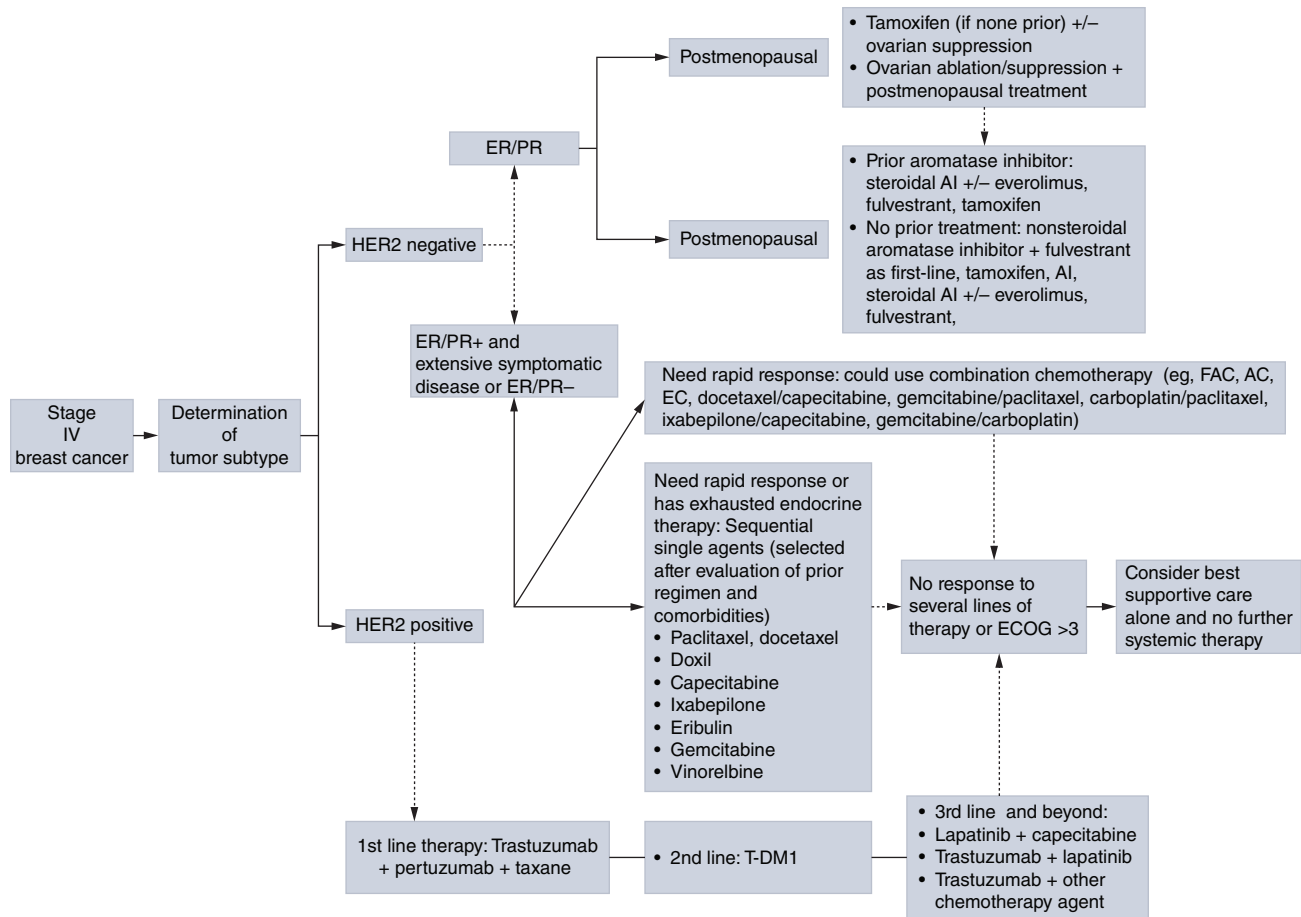 Stage
IV
breast cancer
Determination
of
tumor subtype
HER2 negative
HER2 positive
ER/PR
ER/PR+ and
extensive symptomatic
disease or ER/PR–
Postmenopausal
• Tamoxifen (if none prior) +/–
ovarian suppression
• Ovarian ablation/suppression +
postmenopausal treatment
Postmenopausal
• Prior aromatase inhibitor:
steroidal AI +/– everolimus,
fulvestrant, tamoxifen
• No prior treatment: nonsteroidal
aromatase inhibitor + fulvestrant
as first-line, tamoxifen, AI,
steroidal AI +/– everolimus,
fulvestrant,
Need rapid response: could use combination chemotherapy (eg, FAC, AC,
EC, docetaxel/capecitabine, gemcitabine/paclitaxel, carboplatin/paclitaxel,
ixabepilone/capecitabine, gemcitabine/carboplatin)
Need rapid response or
has exhausted endocrine
therapy: Sequential
single agents (selected
after evaluation of prior
regimen and
comorbidities)
• Paclitaxel, docetaxel
• Doxil
• Capecitabine
• Ixabepilone
• Eribulin
• Gemcitabine
• Vinorelbine
No response to
several lines of
therapy or ECOG >3
Consider best
supportive care
alone and no further
systemic therapy
1st line therapy: Trastuzumab
+ pertuzumab + taxane
• 2nd line: T-DM1
• 3rd line and beyond:
• Lapatinib + capecitabine
• Trastuzumab + lapatinib
• Trastuzumab + other
chemotherapy agent